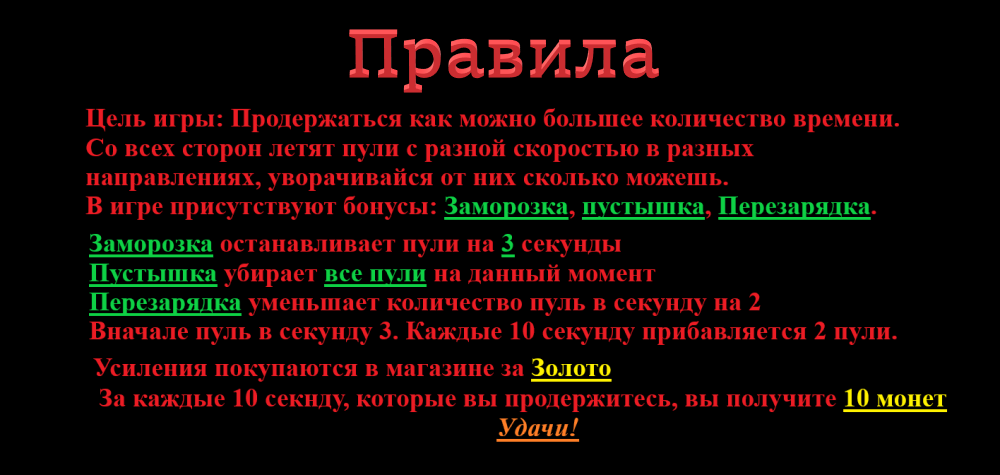 Правила
Цель игры: Продержаться как можно большее количество времени.
Со всех сторон летят пули с разной скоростью в разных
направлениях, уворачивайся от них сколько можешь.
В игре присутствуют бонусы: Заморозка, пустышка, Перезарядка.
Заморозка останавливает пули на 3 секунды
Пустышка убирает все пули на данный момент
Перезарядка уменьшает количество пуль в секунду на 2
Вначале пуль в секунду 3. Каждые 10 секунду прибавляется 2 пули.
Усиления покупаются в магазине за Золото
За каждые 10 секнду, которые вы продержитесь, вы получите 10 монет
Удачи!